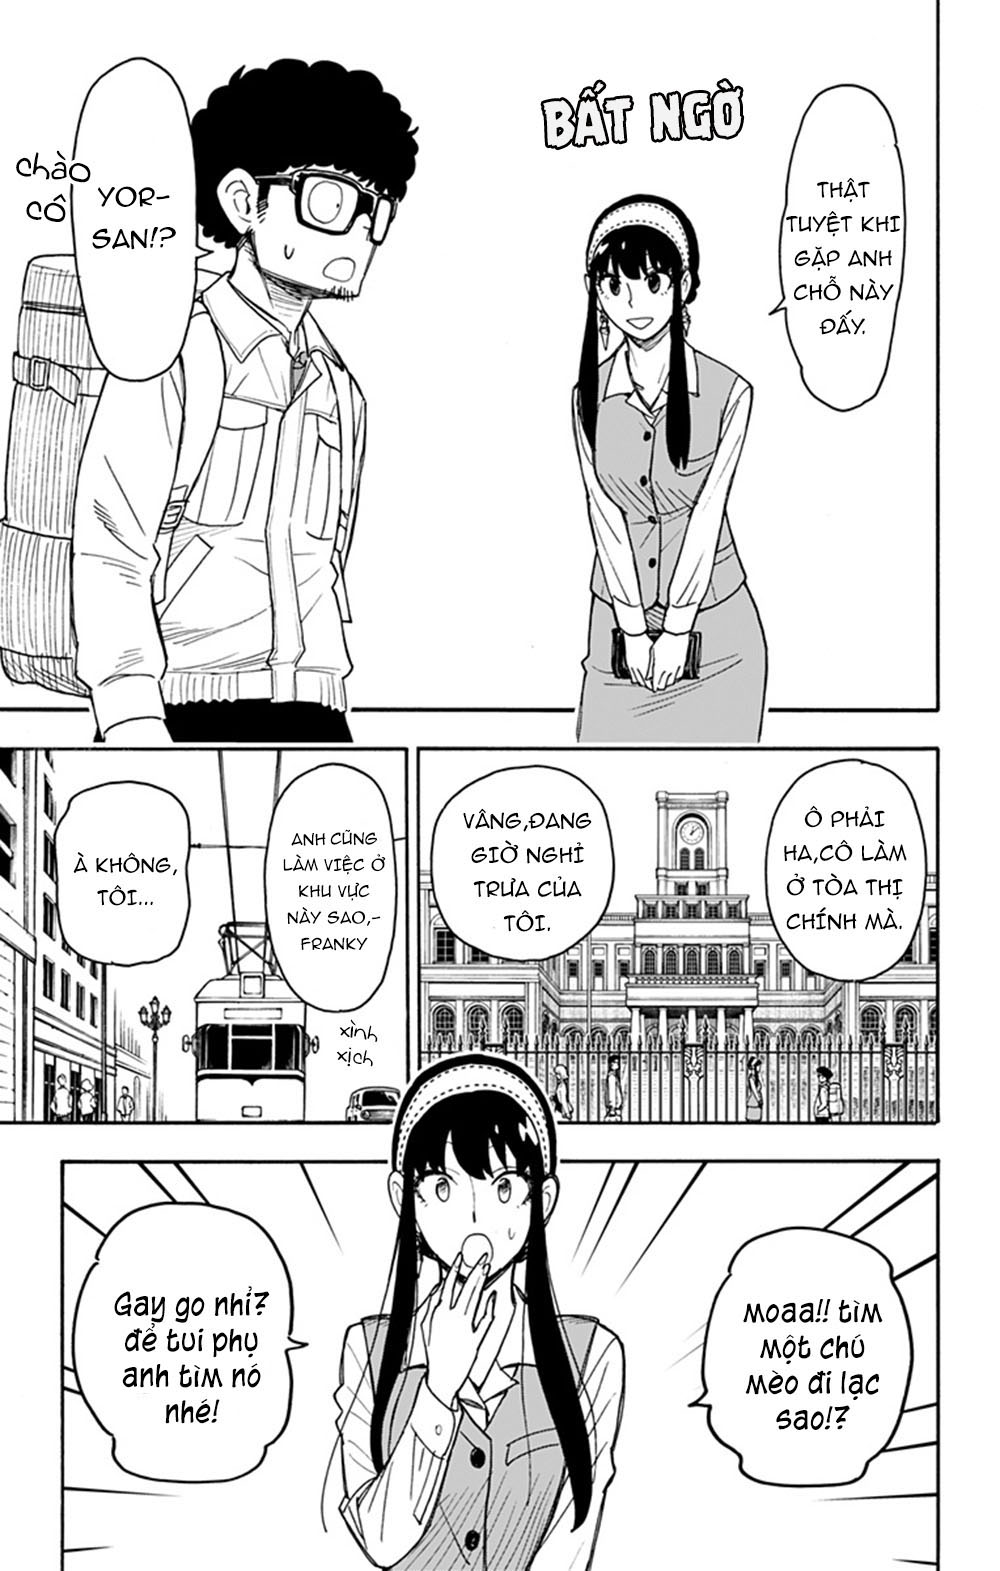 BẤT NGỜ
THẬT
TUYỆT KHI
GẶP ANH
CHỖ NÀY
ĐẤY.
YOR-
SAN!?
chào
cô
Ô PHẢI
HA,CÔ LÀM
Ở TÒA THỊ
CHÍNH MÀ.
VÂNG,ĐANG
GIỜ NGHỈ
TRƯA CỦA
TÔI.
ANH CŨNG
LÀM VIỆC Ở
KHU VỰC
NÀY SAO,-
FRANKY
À KHÔNG,
TÔI...
xình
xịch
Moaa!! tìm
một chú
mèo đi lạc
sao!?
Gay go nhỉ?
để tui phụ
anh tìm nó
nhé!